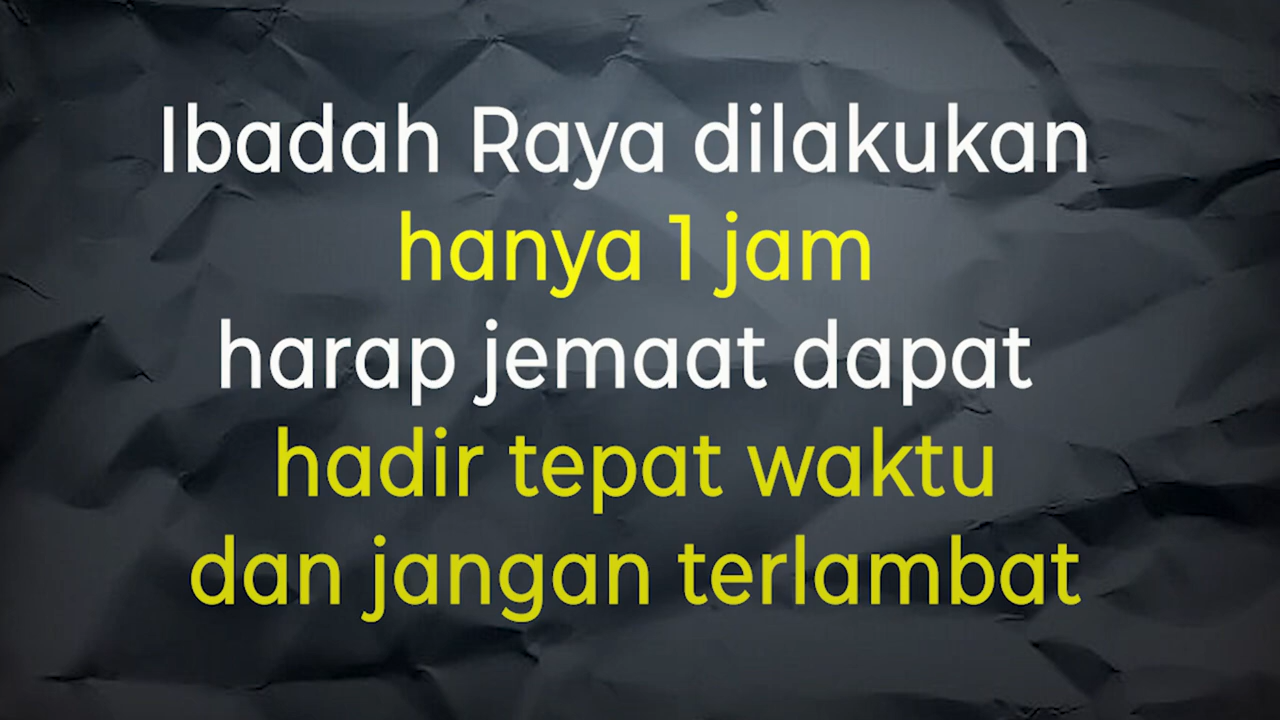 Ibadah Raya dilakukan
hanya 1 jam
harap jemaat dapat
hadir tepat waktu
dan jangan terlambat